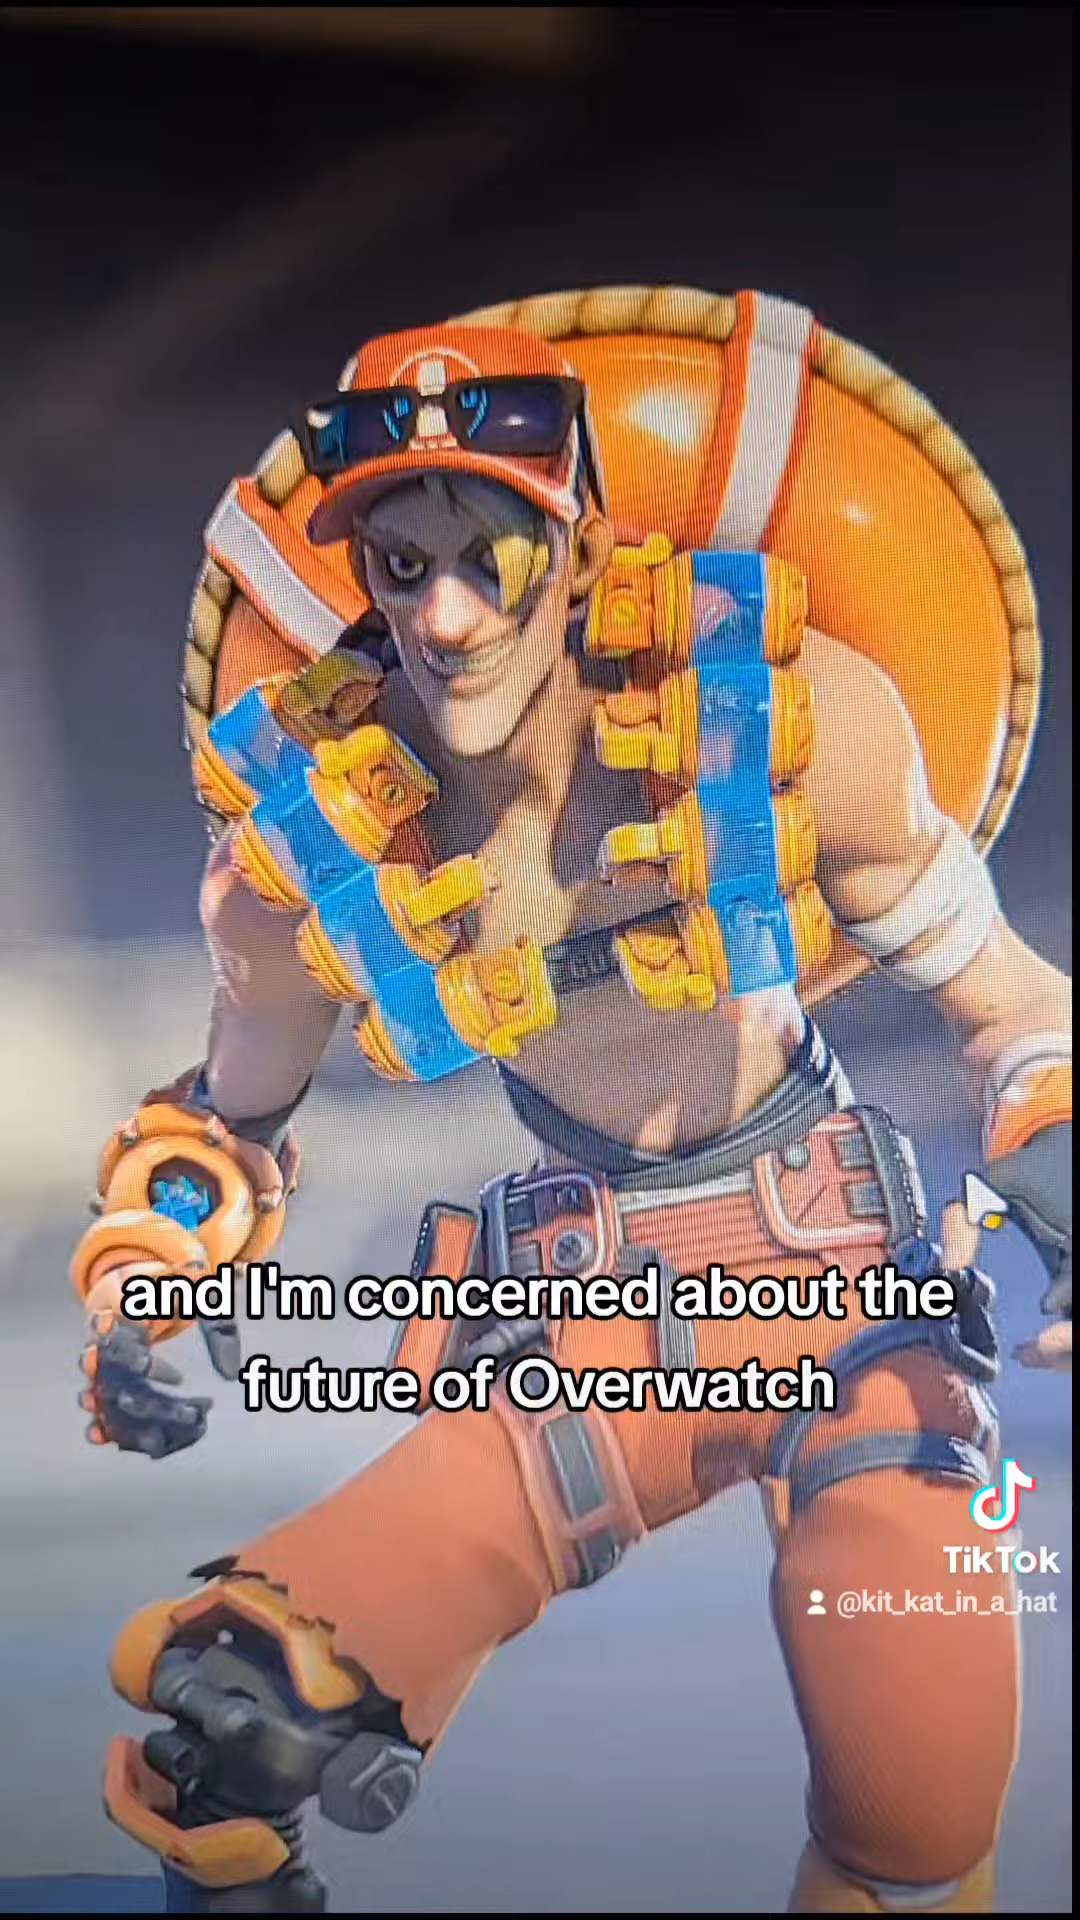 and I'm concerned about the
future of Overwatch
TikTok
@kit_kat_in_a_hat